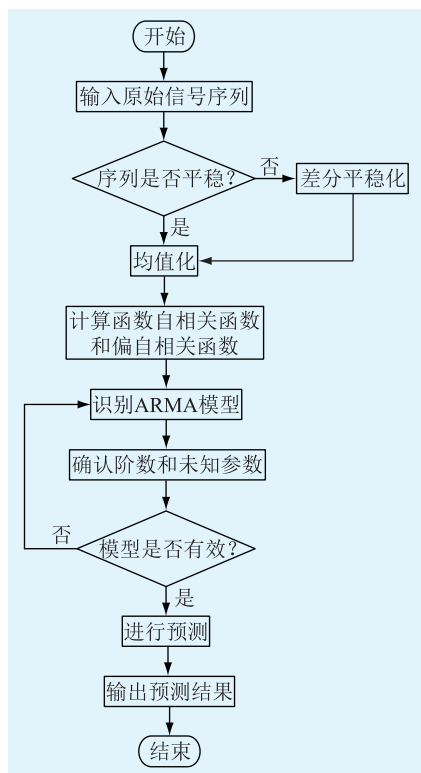 开始
输入原始信号序列
序列是否平稳？
否
差分平稳化
是
均值化
计算函数自相关函数
和偏自相关函数
识别ARMA模型
确认阶数和未知参数
否
模型是否有效？
是
进行预测
输出预测结果
结束